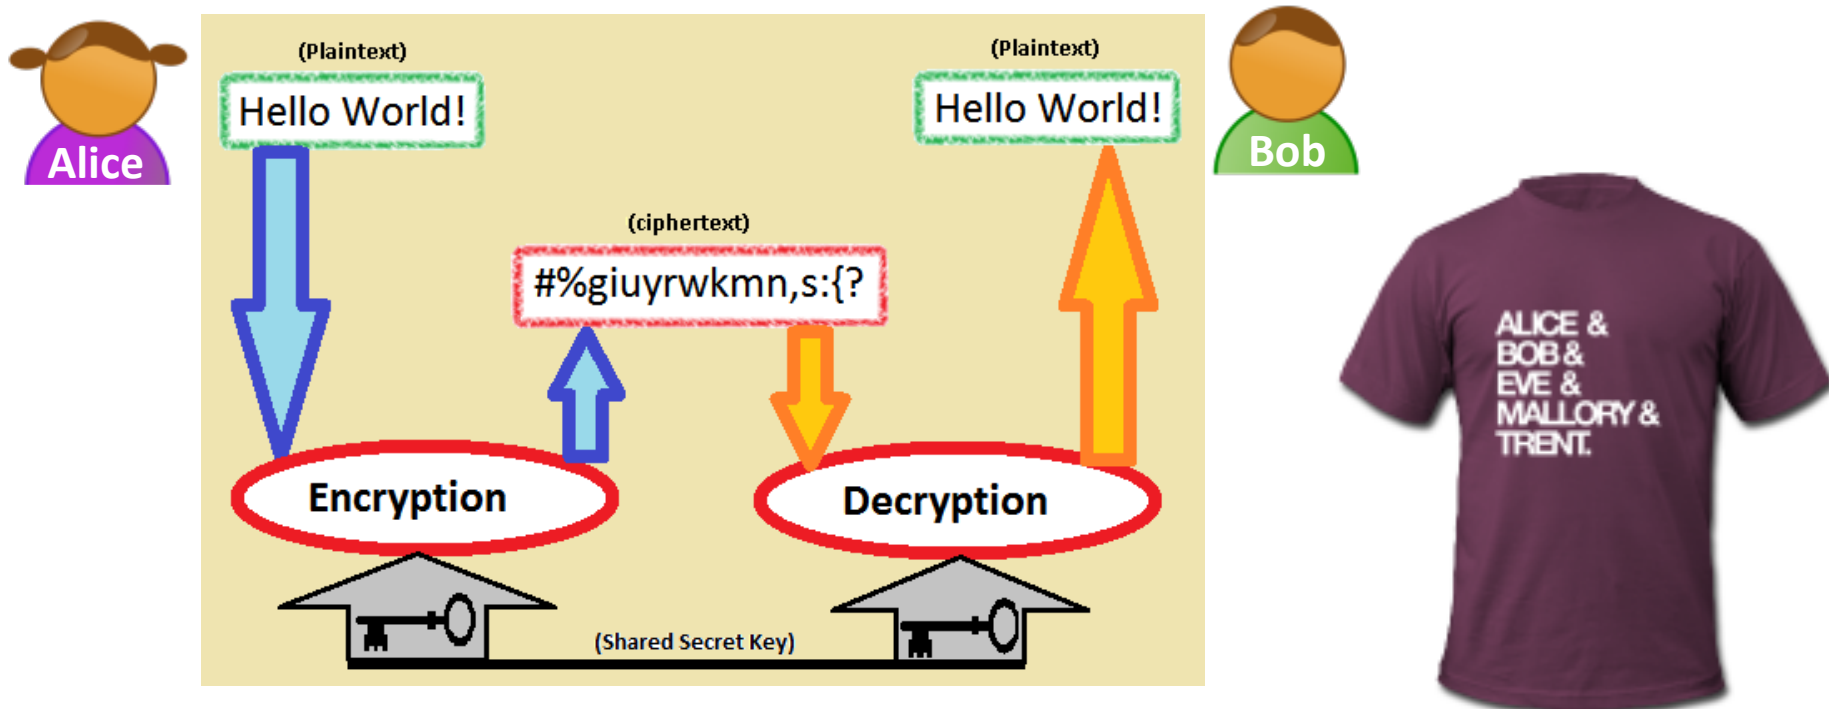 Alice
(Plaintext)
Hello World!
(Plaintext)
Hello World!
Bob
(ciphertext)
#%giuyrwkmn,s:{?
Encryption
Decryption
(Shared Secret Key)
ALICE &
BOB &
EVE &
MALLORY &
TRENT.